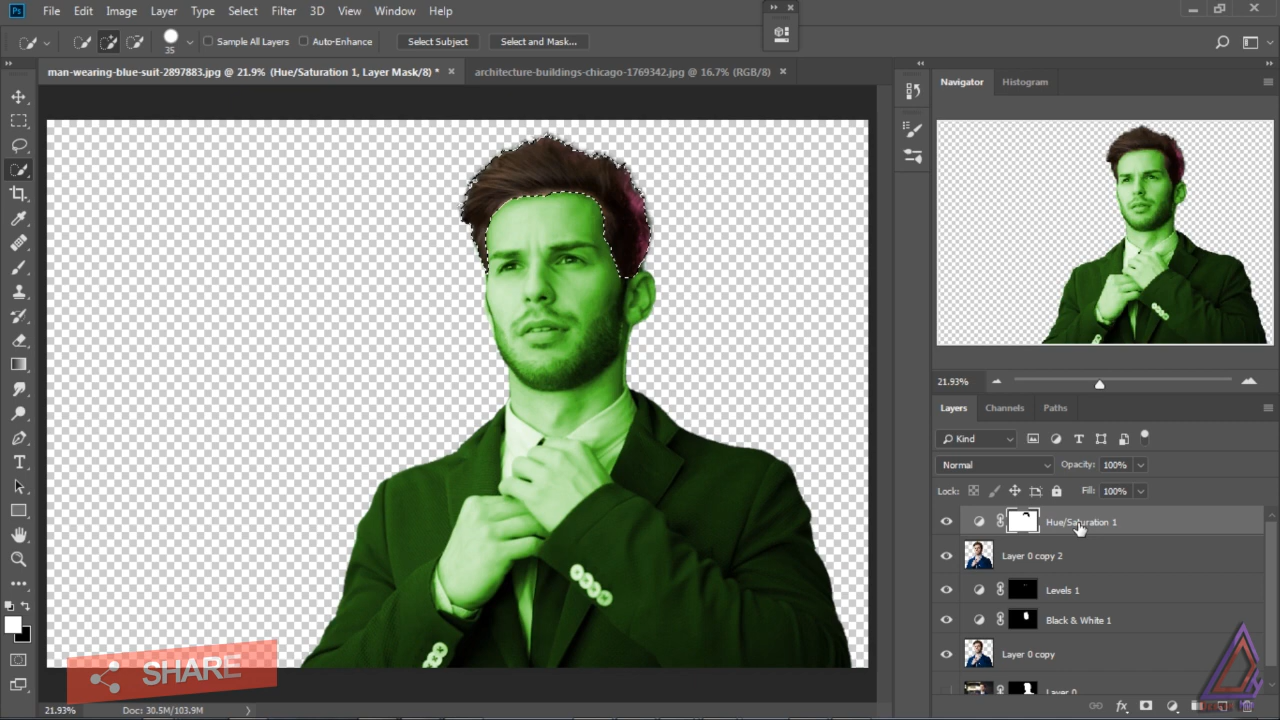 Ps File Edit Image Layer Type Select Filter 3D View Window Help
35 Sample All Layers Auto-Enhance Select Subject Select and Mask...
man-wearing-blue-suit-2897883.jpg @ 21.9% (Hue/Saturation 1, Layer Mask/8) * architecture-buildings-chicago-1769342.jpg @ 16.7% (RGB/8)
Navigator Histogram
21.93%
Layers Channels Paths
Kind
Normal Opacity: 100%
Lock: Fill: 100%
Hue/Saturation 1
Layer 0 copy 2
Levels 1
Black & White 1
Layer 0 copy
Layer 0
fx
SHARE
21.93% Doc: 30.5M/103.9M